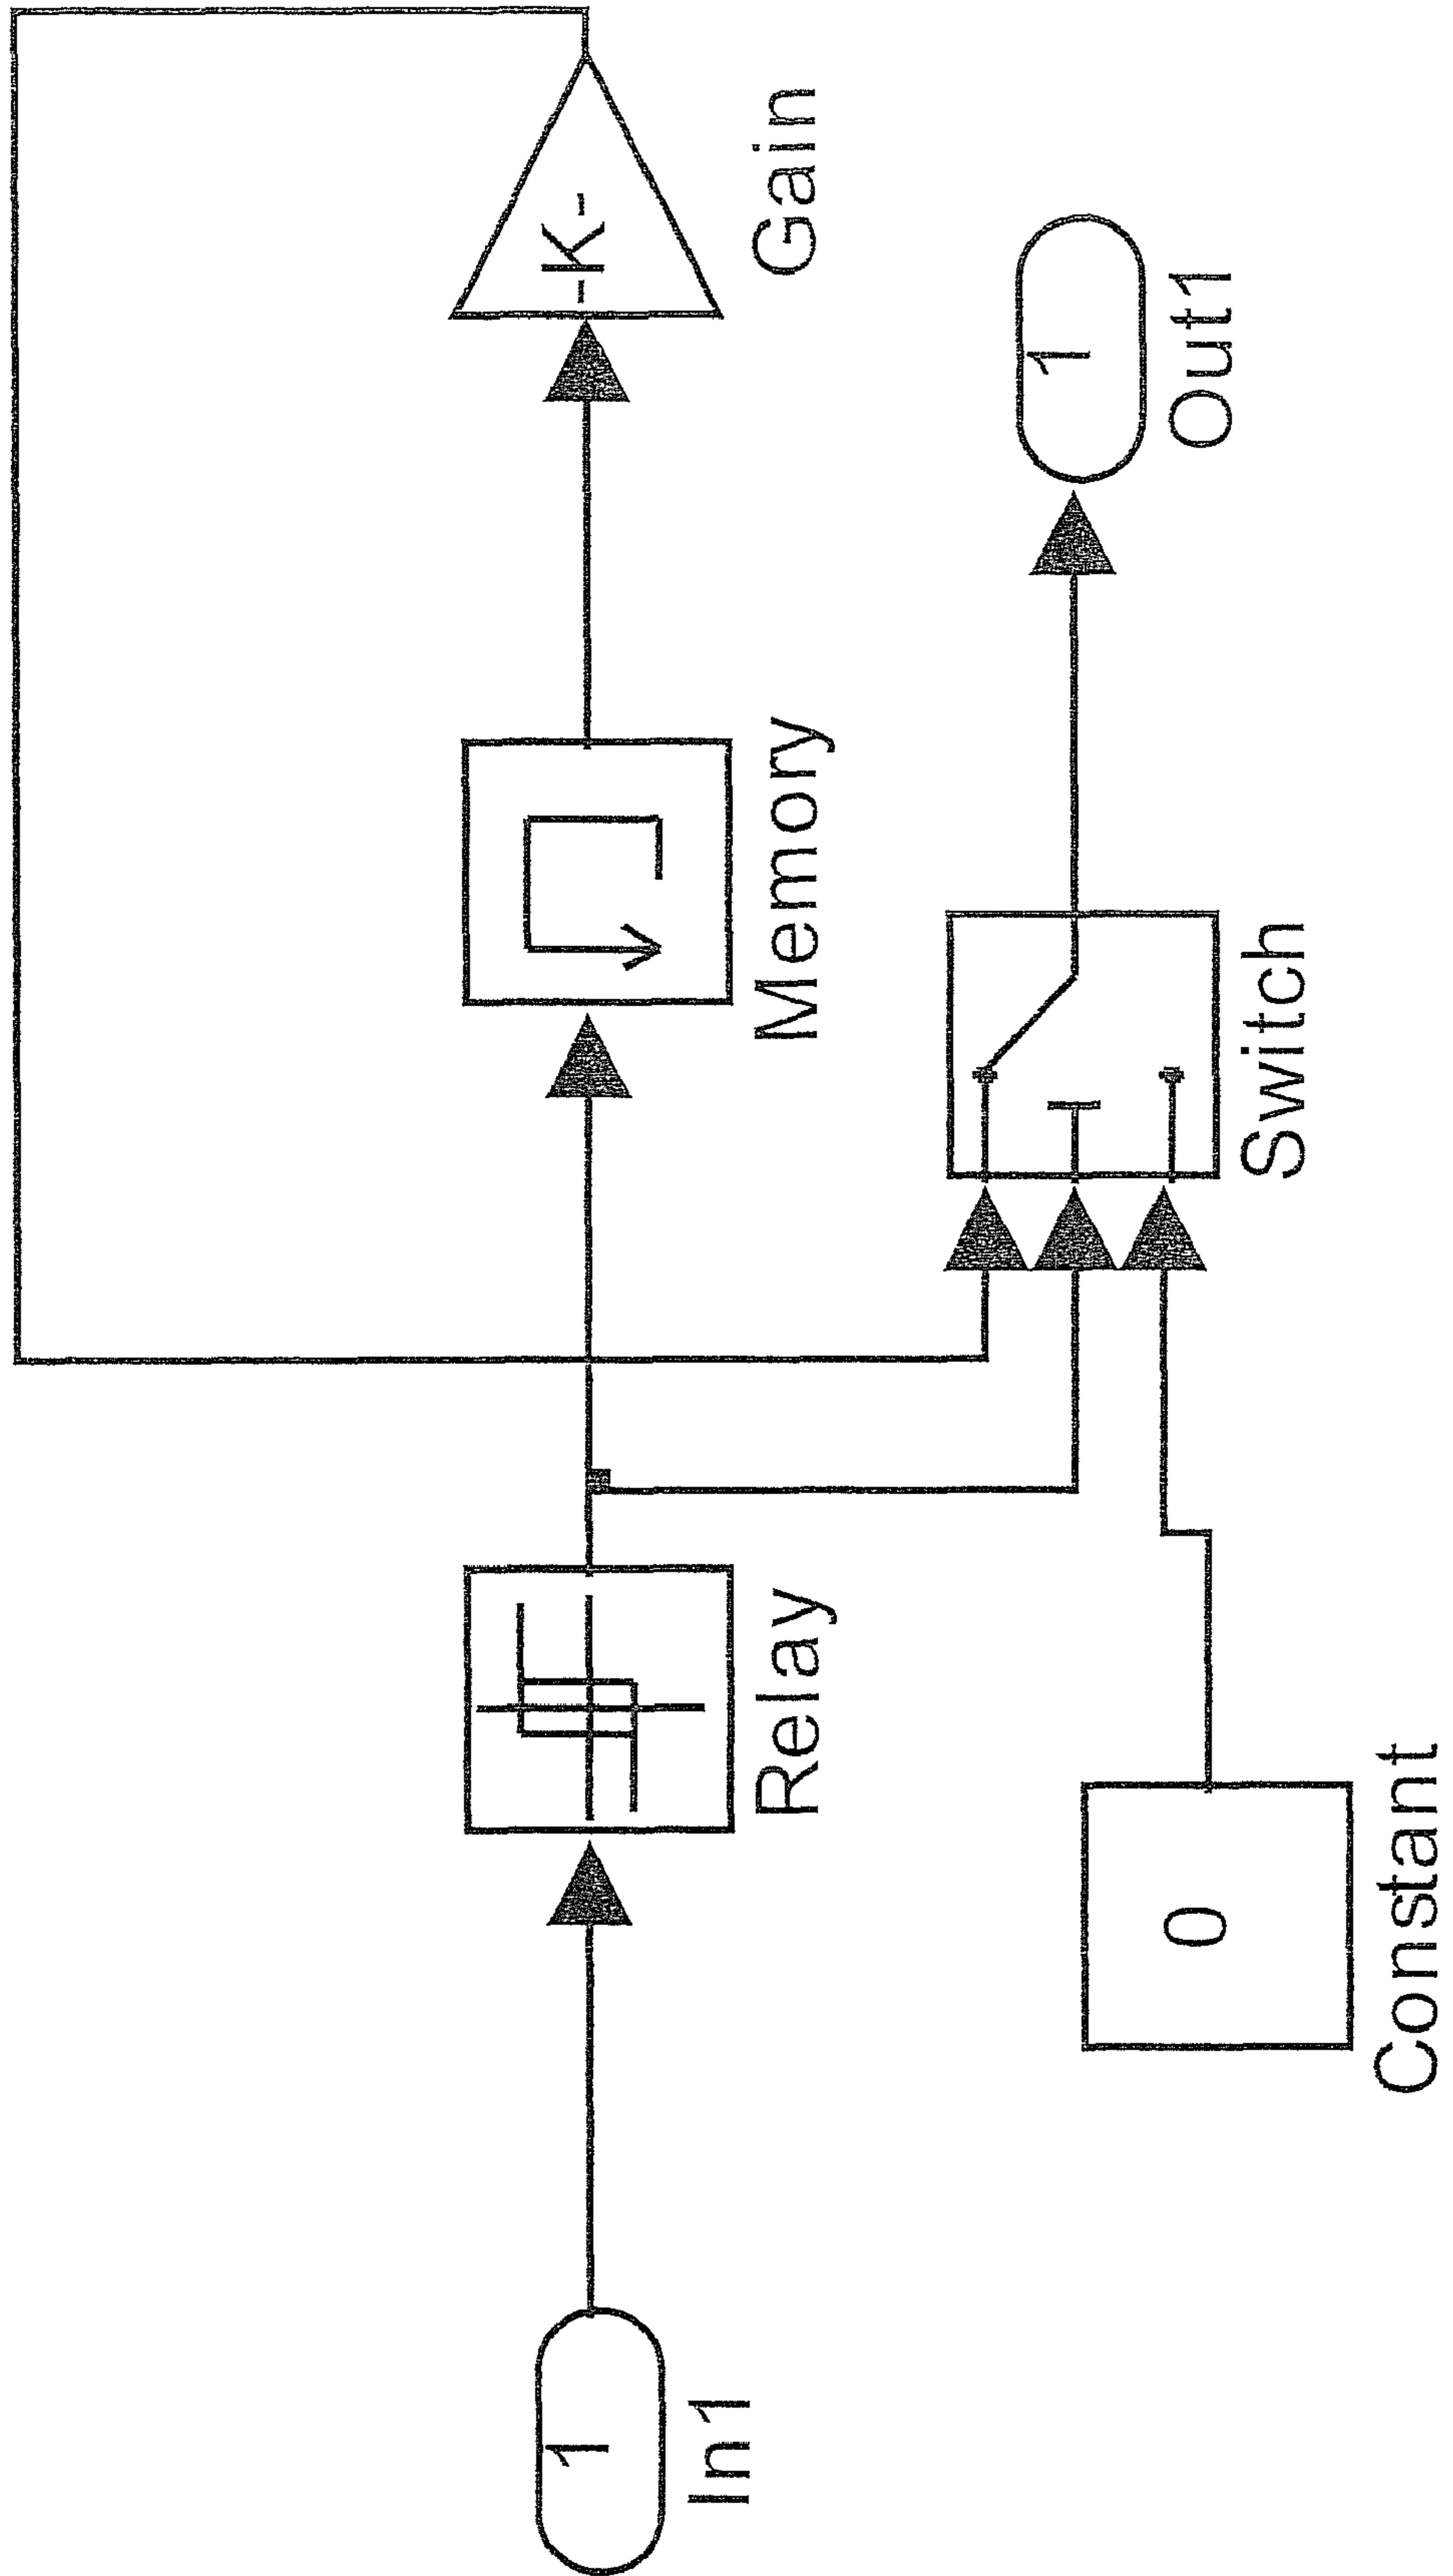 1
In1
Relay
Memory
-K-
Gain
0
Constant
Switch
1
Out1